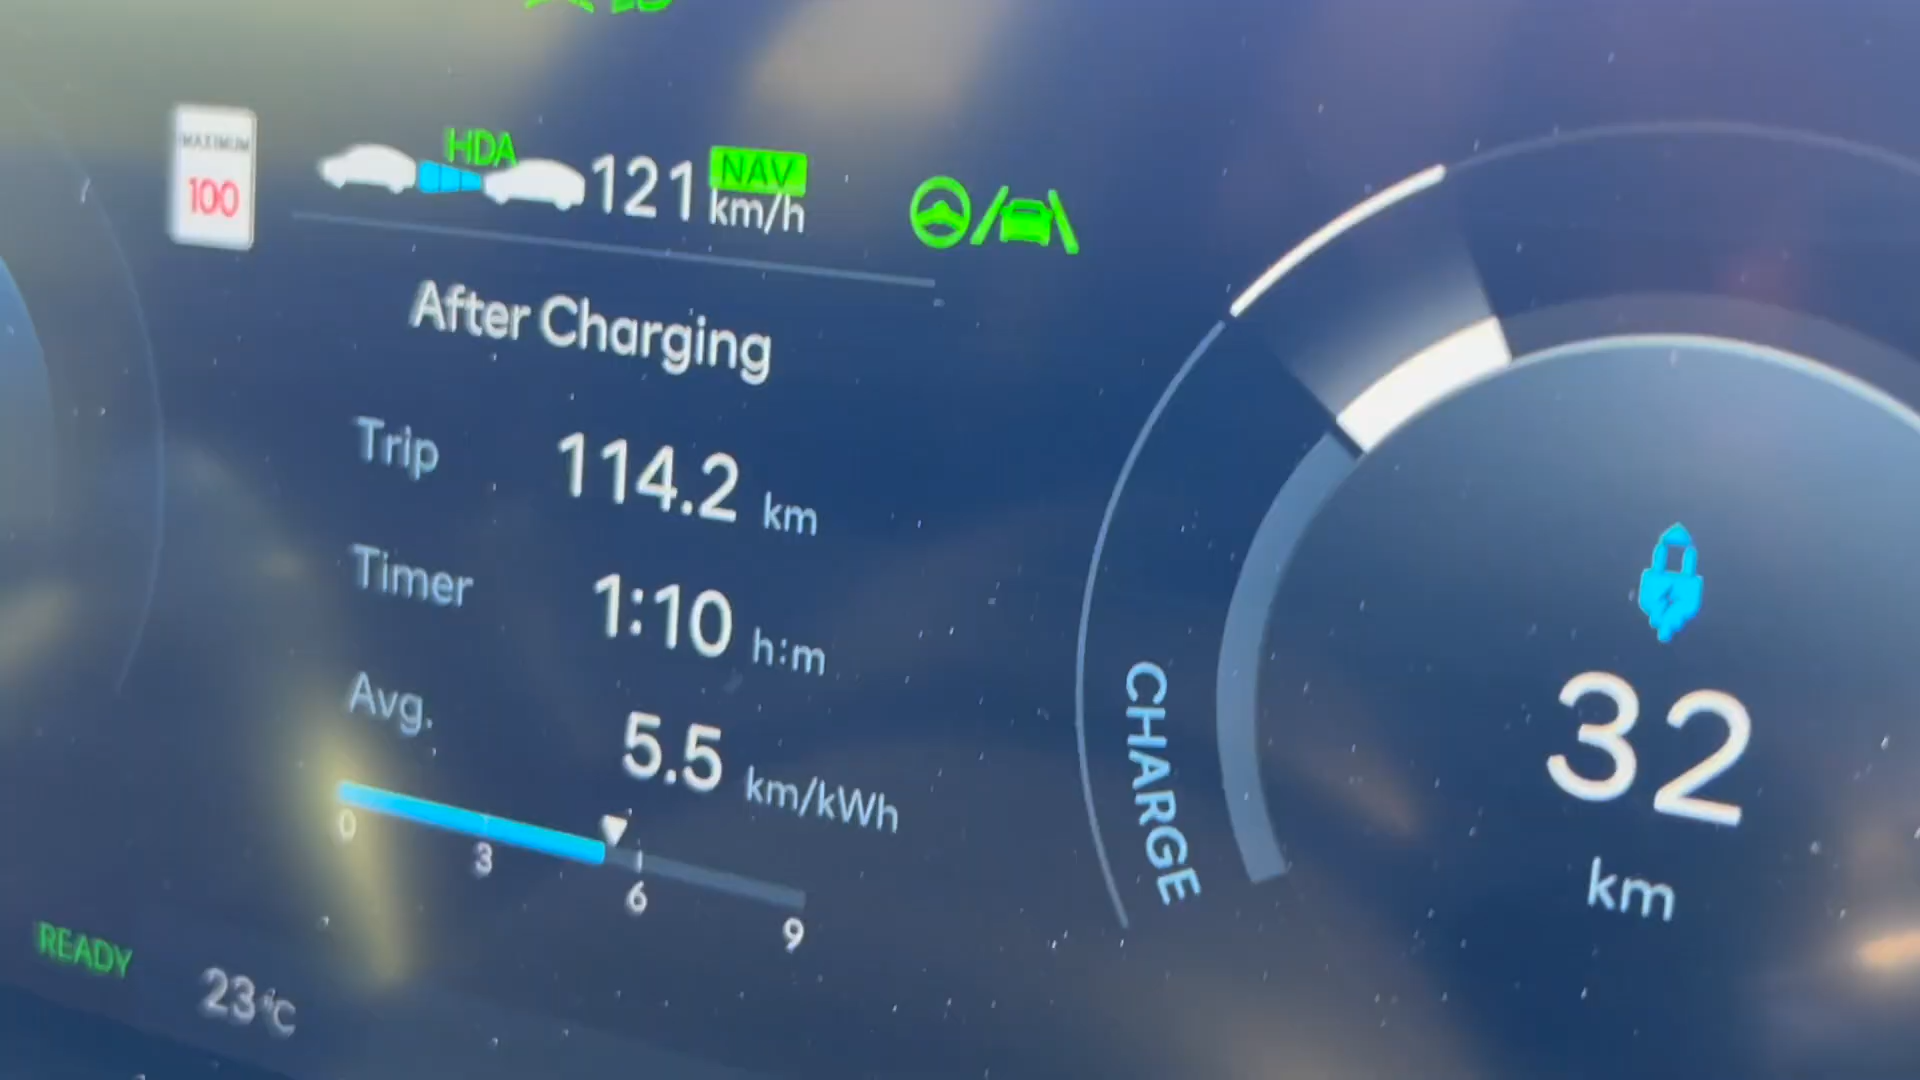 MAXIMUM
100
HDA
121 NAV
km/h
After Charging
Trip 114.2 km
Timer 1:10 h:m
Avg. 5.5 km/kWh
0 3 6 9
READY
23°C
CHARGE
32
km